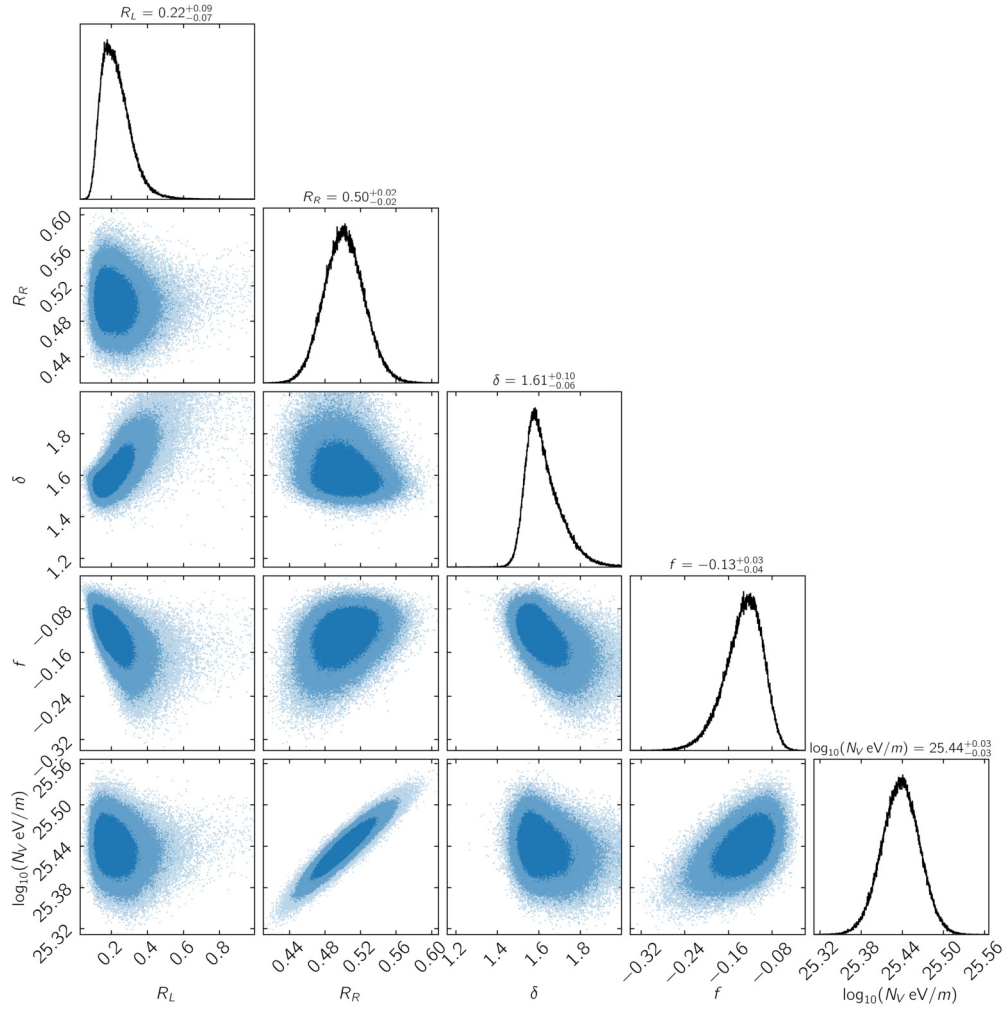 R_L = 0.22^{+0.09}_{-0.07}
R_R = 0.50^{+0.02}_{-0.02}
R_R
0.60
0.56
0.52
0.48
0.44
δ = 1.61^{+0.10}_{-0.06}
δ
1.8
1.6
1.4
1.2
f = −0.13^{+0.03}_{-0.04}
f
−0.08
−0.16
−0.24
−0.32
log₁₀(N_V eV/m) = 25.44^{+0.03}_{-0.03}
log₁₀(N_V eV/m)
25.56
25.50
25.44
25.38
25.32
0.2 0.4 0.6 0.8 0.44 0.48 0.52 0.56 0.60 1.2 1.4 1.6 1.8 −0.32 −0.24 −0.16 −0.08 25.32 25.38 25.44 25.50 25.56
R_L R_R δ f log₁₀(N_V eV/m)